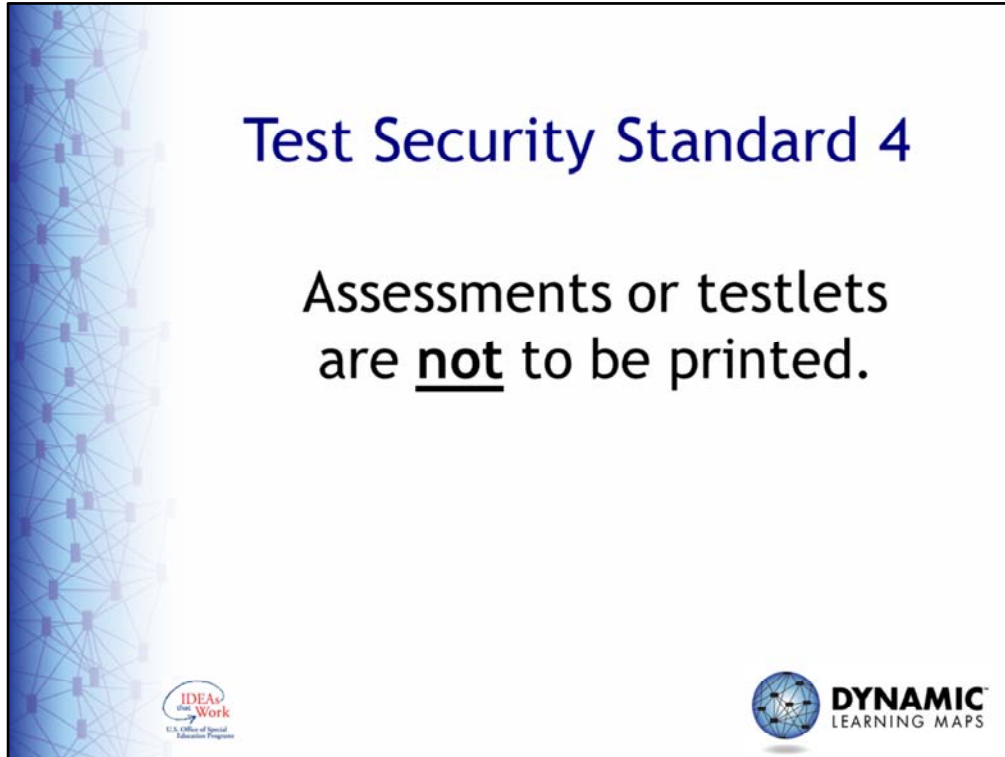 Test Security Standard 4
Assessments or testlets
are not to be printed.
IDEAs
that Work
U.S. Office of Special
Education Programs
DYNAMIC™
LEARNING MAPS